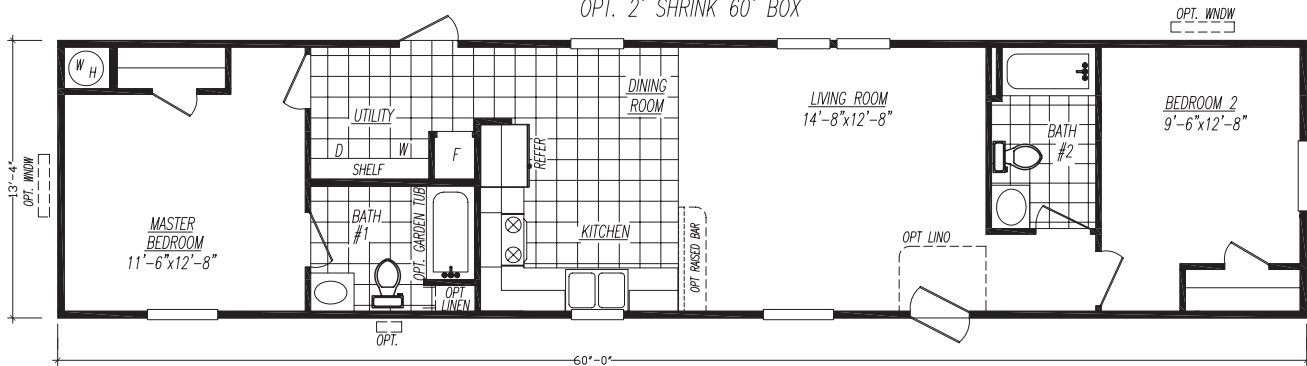 OPT. 2' SHRINK 60' BOX
OPT. WNDW
W
H
DINING
ROOM
LIVING ROOM
14'-8"x12'-8"
BEDROOM 2
9'-6"x12'-8"
UTILITY
BATH
#2
D
W
F
REFER
SHELF
13'-4"
OPT. WNDW
MASTER
BEDROOM
11'-6"x12'-8"
BATH
#1
OPT. GARDEN TUB
KITCHEN
OPT RAISED BAR
OPT LINO
OPT
LINEN
OPT.
60'-0"